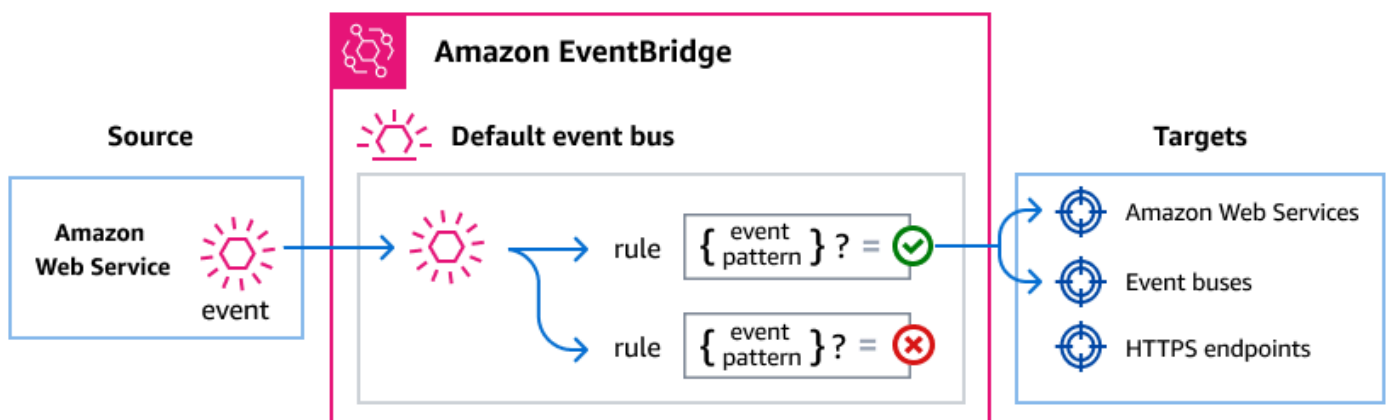 Amazon EventBridge
Source
Default event bus
Targets
Amazon
Web Service
event
rule
{ event
pattern } ? =
rule
{ event
pattern } ? =
Amazon Web Services
Event buses
HTTPS endpoints